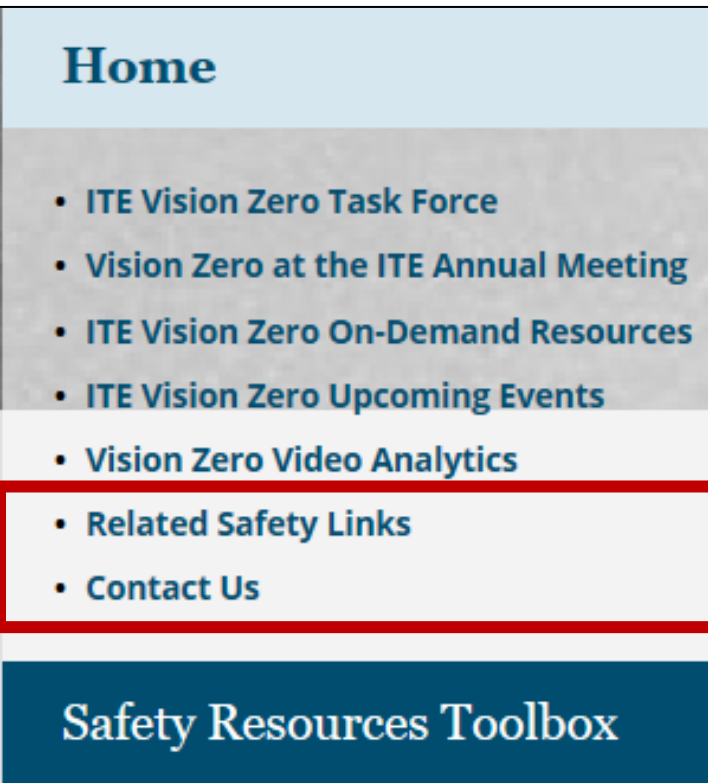 Home
• ITE Vision Zero Task Force
• Vision Zero at the ITE Annual Meeting
• ITE Vision Zero On-Demand Resources
• ITE Vision Zero Upcoming Events
• Vision Zero Video Analytics
• Related Safety Links
• Contact Us
Safety Resources Toolbox